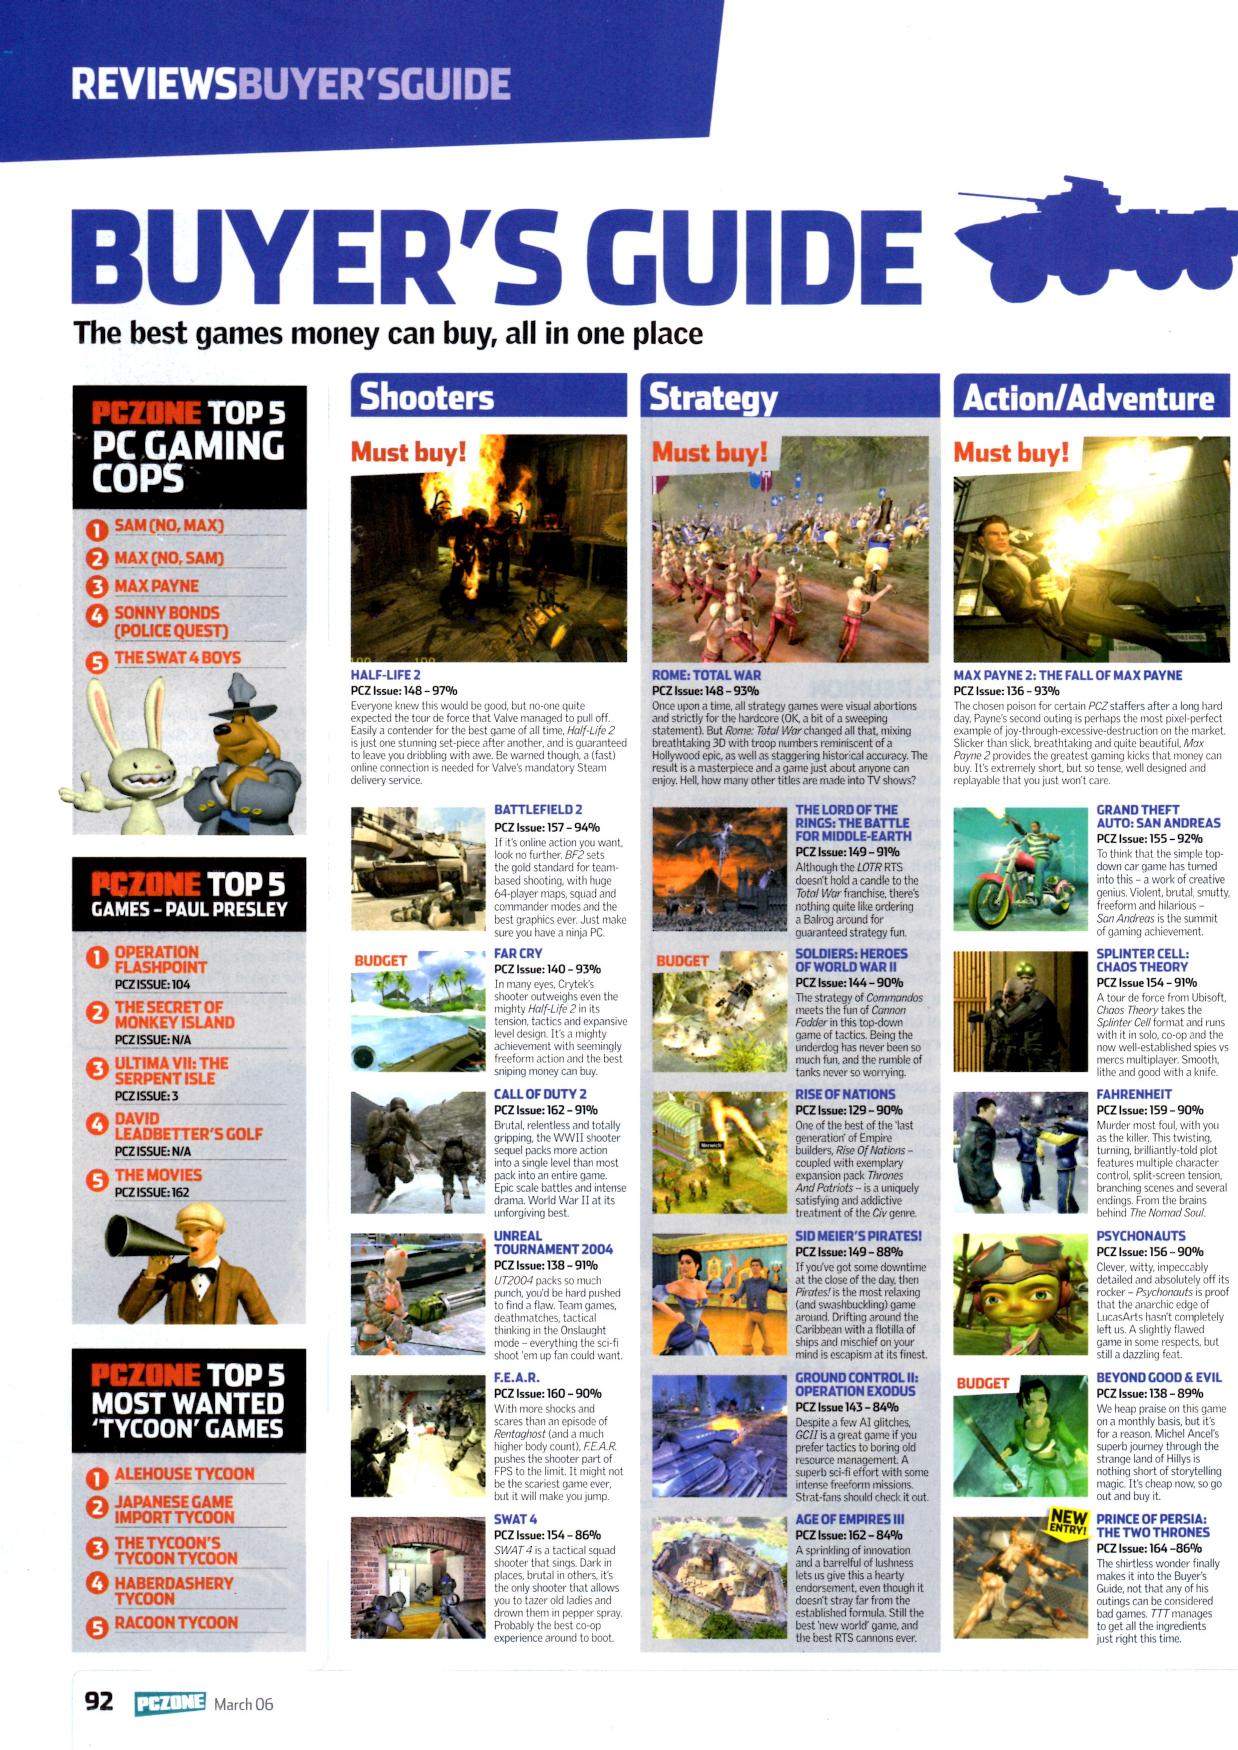 REVIEWSBUYER'SGUIDE
BUYER'S GUIDE
The best games money can buy, all in one place
PCZONE TOP 5
PC GAMING
COPS
1 SAM (NO, MAX)
2 MAX (NO, SAM)
3 MAX PAYNE
4 SONNY BONDS
(POLICE QUEST)
5 THE SWAT 4 BOYS
PCZONE TOP 5
GAMES – PAUL PRESLEY
1 OPERATION
FLASHPOINT
PCZ ISSUE: 104
2 THE SECRET OF
MONKEY ISLAND
PCZ ISSUE: N/A
3 ULTIMA VII: THE
SERPENT ISLE
PCZ ISSUE: 3
4 DAVID
LEADBETTER'S GOLF
PCZ ISSUE: N/A
5 THE MOVIES
PCZ ISSUE: 162
PCZONE TOP 5
MOST WANTED
'TYCOON' GAMES
1 ALEHOUSE TYCOON
2 JAPANESE GAME
IMPORT TYCOON
3 THE TYCOON'S
TYCOON TYCOON
4 HABERDASHERY
TYCOON
5 RACOON TYCOON
Shooters
Must buy!
HALF-LIFE 2
PCZ Issue: 148 – 97%
Everyone knew this would be good, but no-one quite
expected the tour de force that Valve managed to pull off.
Easily a contender for the best game of all time, Half-Life 2
is just one stunning set-piece after another, and is guaranteed
to leave you dribbling with awe. Be warned though, a (fast)
online connection is needed for Valve's mandatory Steam
delivery service.
BATTLEFIELD 2
PCZ Issue: 157 – 94%
If it's online action you want,
look no further. BF2 sets
the gold standard for team-
based shooting, with huge
64-player maps, squad and
commander modes and the
best graphics ever. Just make
sure you have a ninja PC.
BUDGET
FAR CRY
PCZ Issue: 140 – 93%
In many eyes, Crytek's
shooter outweighs even the
mighty Half-Life 2 in its
tension, tactics and expansive
level design. It's a mighty
achievement with seemingly
freeform action and the best
sniping money can buy.
CALL OF DUTY 2
PCZ Issue: 162 – 91%
Brutal, relentless and totally
gripping, the WWII shooter
sequel packs more action
into a single level than most
pack into an entire game.
Epic scale battles and intense
drama. World War II at its
unforgiving best.
UNREAL
TOURNAMENT 2004
PCZ Issue: 138 – 91%
UT2004 packs so much
punch, you'd be hard pushed
to find a flaw. Team games,
deathmatches, tactical
thinking in the Onslaught
mode – everything the sci-fi
shoot 'em up fan could want.
F.E.A.R.
PCZ Issue: 160 – 90%
With more shocks and
scares than an episode of
Rentaghost (and a much
higher body count), F.E.A.R.
pushes the shooter part of
FPS to the limit. It might not
be the scariest game ever,
but it will make you jump.
SWAT 4
PCZ Issue: 154 – 86%
SWAT 4 is a tactical squad
shooter that sings. Dark in
places, brutal in others, it's
the only shooter that allows
you to tazer old ladies and
drown them in pepper spray.
Probably the best co-op
experience around to boot.
Strategy
Must buy!
ROME: TOTAL WAR
PCZ Issue: 148 – 93%
Once upon a time, all strategy games were visual abortions
and strictly for the hardcore (OK, a bit of a sweeping
statement). But Rome: Total War changed all that, mixing
breathtaking 3D with troop numbers reminiscent of a
Hollywood epic, as well as staggering historical accuracy. The
result is a masterpiece and a game just about anyone can
enjoy. Hell, how many other titles are made into TV shows?
THE LORD OF THE
RINGS: THE BATTLE
FOR MIDDLE-EARTH
PCZ Issue: 149 – 91%
Although the LOTR RTS
doesn't hold a candle to the
Total War franchise, there's
nothing quite like ordering
a Balrog around for
guaranteed strategy fun.
BUDGET
SOLDIERS: HEROES
OF WORLD WAR II
PCZ Issue: 144 – 90%
The strategy of Commandos
meets the fun of Cannon
Fodder in this top-down
game of tactics. Being the
underdog has never been so
much fun, and the rumble of
tanks never so worrying.
RISE OF NATIONS
PCZ Issue: 129 – 90%
One of the best of the 'last
generation' of Empire
builders, Rise Of Nations –
coupled with exemplary
expansion pack Thrones
And Patriots – is a uniquely
satisfying and addictive
treatment of the Civ genre.
SID MEIER'S PIRATES!
PCZ Issue: 149 – 88%
If you've got some downtime
at the close of the day, then
Pirates! is the most relaxing
(and swashbuckling) game
around. Drifting around the
Caribbean with a flotilla of
ships and mischief on your
mind is escapism at its finest.
GROUND CONTROL II:
OPERATION EXODUS
PCZ Issue 143 – 84%
Despite a few AI glitches,
GCII is a great game if you
prefer tactics to boring old
resource management. A
superb sci-fi effort with some
intense freeform missions.
Strat-fans should check it out.
AGE OF EMPIRES III
PCZ Issue: 162 – 84%
A sprinkling of innovation
and a barrelful of lushness
lets us give this a hearty
endorsement, even though it
doesn't stray far from the
established formula. Still the
best 'new world' game, and
the best RTS cannons ever.
Action/Adventure
Must buy!
MAX PAYNE 2: THE FALL OF MAX PAYNE
PCZ Issue: 136 – 93%
The chosen poison for certain PCZ staffers after a long hard
day, Payne's second outing is perhaps the most pixel-perfect
example of joy-through-excessive-destruction on the market.
Slicker than slick, breathtaking and quite beautiful, Max
Payne 2 provides the greatest gaming kicks that money can
buy. It's extremely short, but so tense, well designed and
replayable that you just won't care.
GRAND THEFT
AUTO: SAN ANDREAS
PCZ Issue: 155 – 92%
To think that the simple top-
down car game has turned
into this – a work of creative
genius. Violent, brutal, smutty,
freeform and hilarious –
San Andreas is the summit
of gaming achievement.
SPLINTER CELL:
CHAOS THEORY
PCZ Issue 154 – 91%
A tour de force from Ubisoft,
Chaos Theory takes the
Splinter Cell format and runs
with it in solo, co-op and the
now well-established spies vs
mercs multiplayer. Smooth,
lithe and good with a knife.
FAHRENHEIT
PCZ Issue: 159 – 90%
Murder most foul, with you
as the killer. This twisting,
turning, brilliantly-told plot
features multiple character
control, split-screen tension,
branching scenes and several
endings. From the brains
behind The Nomad Soul.
PSYCHONAUTS
PCZ Issue: 156 – 90%
Clever, witty, impeccably
detailed and absolutely off its
rocker – Psychonauts is proof
that the anarchic edge of
LucasArts hasn't completely
left us. A slightly flawed
game in some respects, but
still a dazzling feat.
BUDGET
BEYOND GOOD & EVIL
PCZ Issue: 138 – 89%
We heap praise on this game
on a monthly basis, but it's
for a reason. Michel Ancel's
superb journey through the
strange land of Hillys is
nothing short of storytelling
magic. It's cheap now, so go
out and buy it.
NEW
ENTRY!
PRINCE OF PERSIA:
THE TWO THRONES
PCZ Issue: 164 –86%
The shirtless wonder finally
makes it into the Buyer's
Guide, not that any of his
outings can be considered
bad games. TTT manages
to get all the ingredients
just right this time.
92 PCZONE March 06